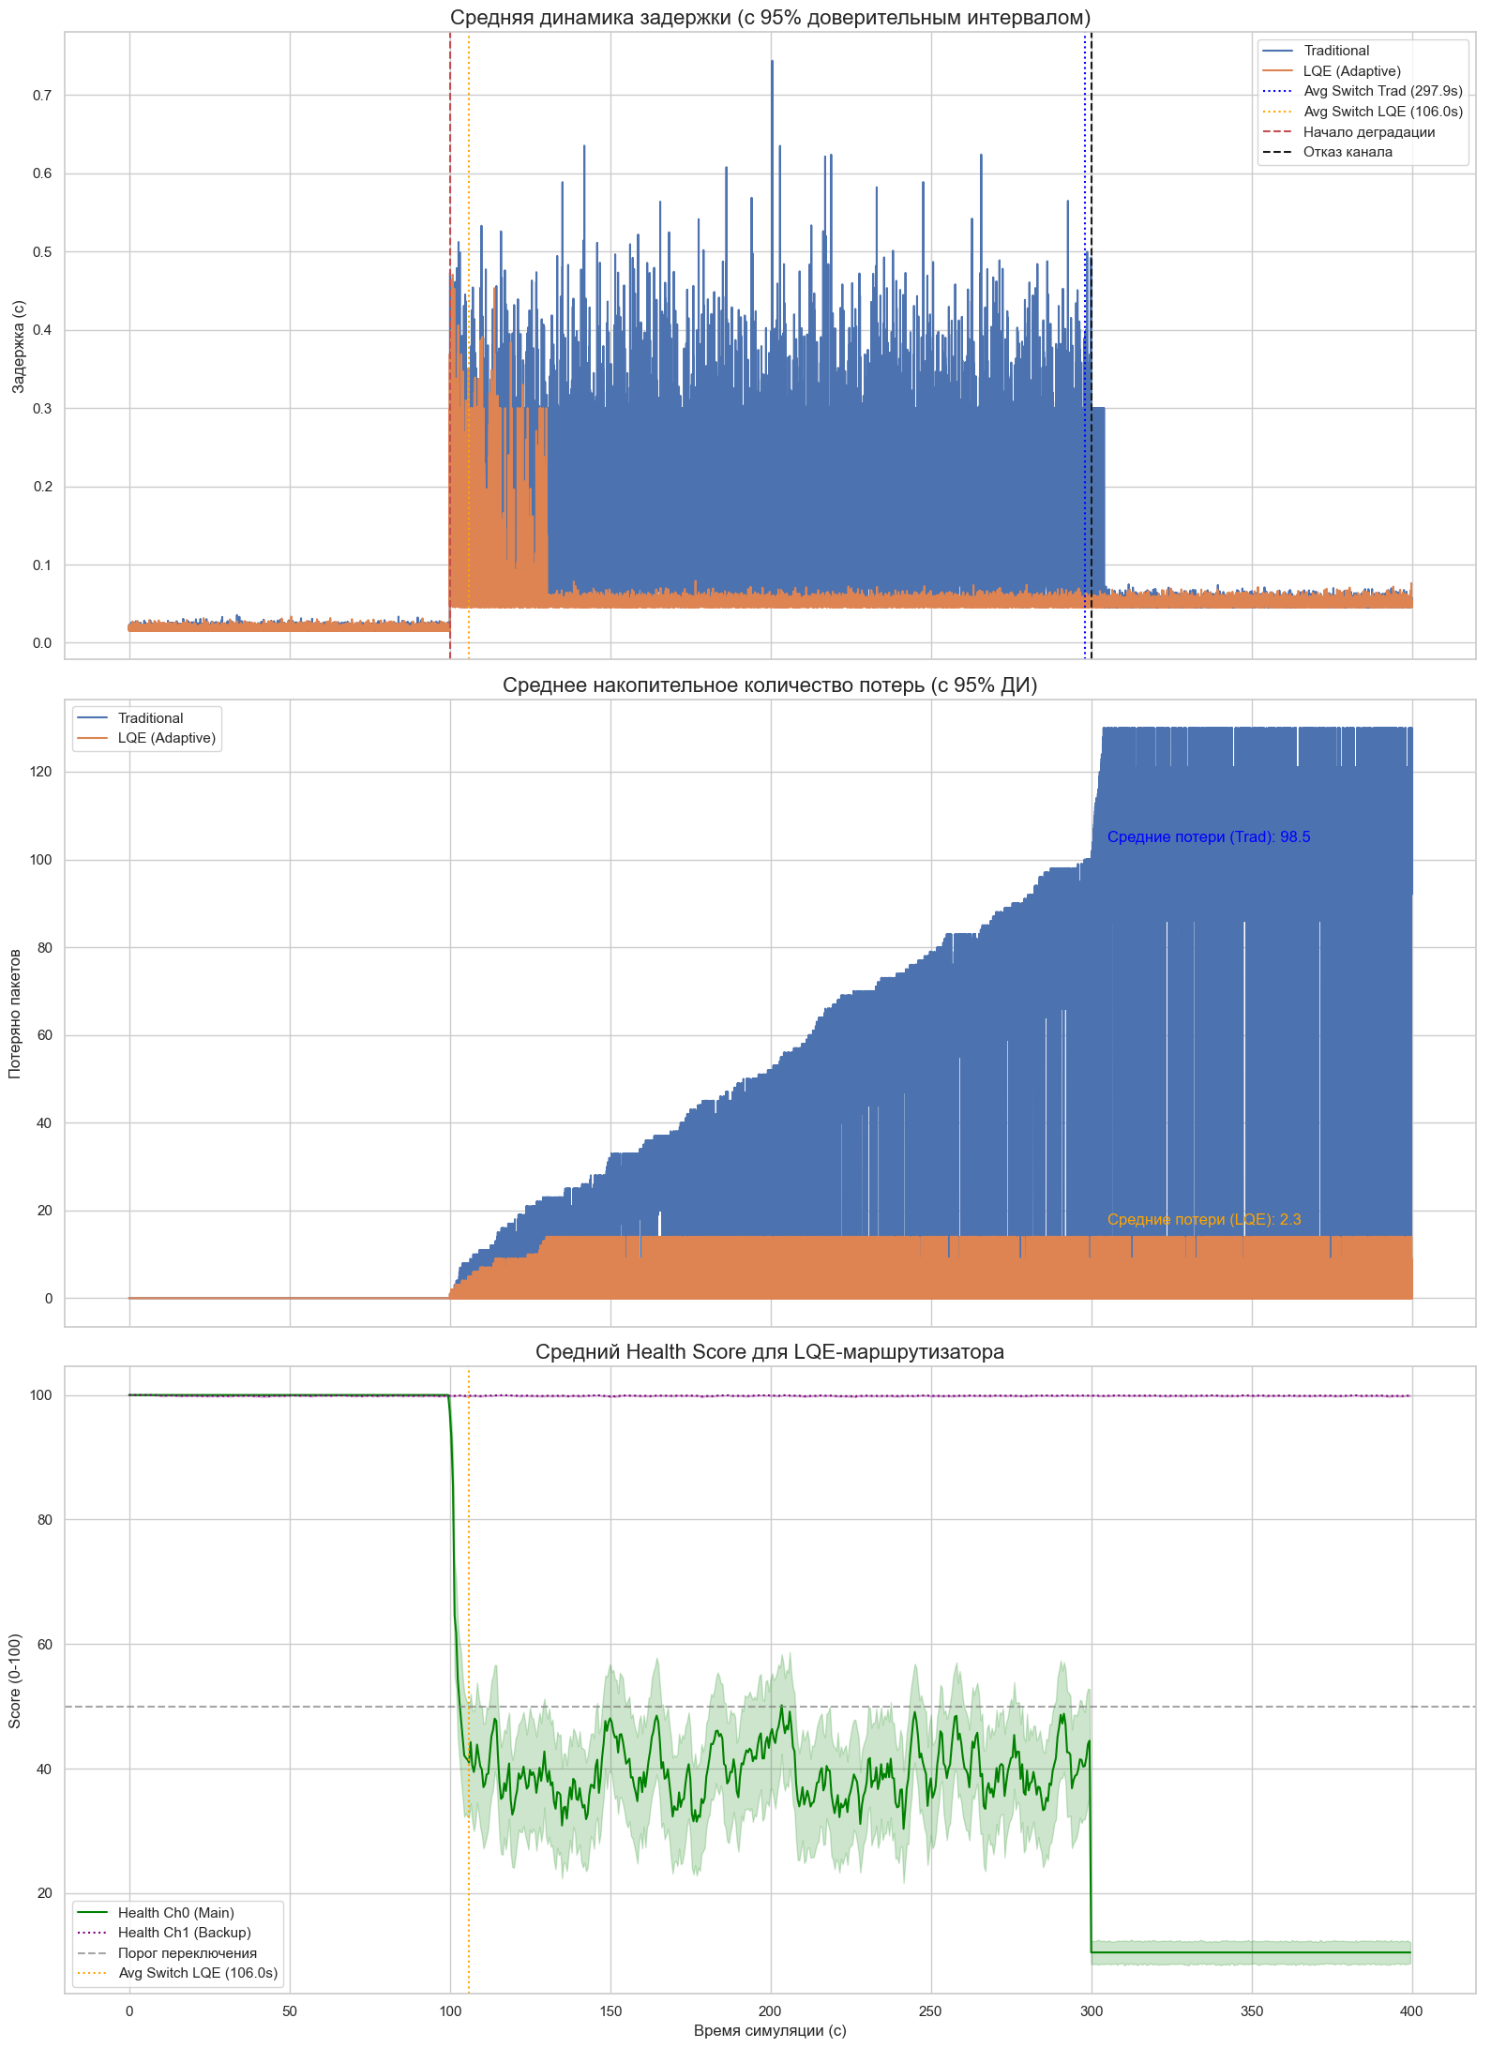 Средняя динамика задержки (с 95% доверительным интервалом)
Задержка (с)
0.7
0.6
0.5
0.4
0.3
0.2
0.1
0.0
Traditional
LQE (Adaptive)
Avg Switch Trad (297.9s)
Avg Switch LQE (106.0s)
Начало деградации
Отказ канала
Среднее накопительное количество потерь (с 95% ДИ)
Потеряно пакетов
120
100
80
60
40
20
0
Traditional
LQE (Adaptive)
Средние потери (Trad): 98.5
Средние потери (LQE): 2.3
Средний Health Score для LQE-маршрутизатора
Score (0-100)
100
80
60
40
20
Health Ch0 (Main)
Health Ch1 (Backup)
Порог переключения
Avg Switch LQE (106.0s)
0 50 100 150 200 250 300 350 400
Время симуляции (с)